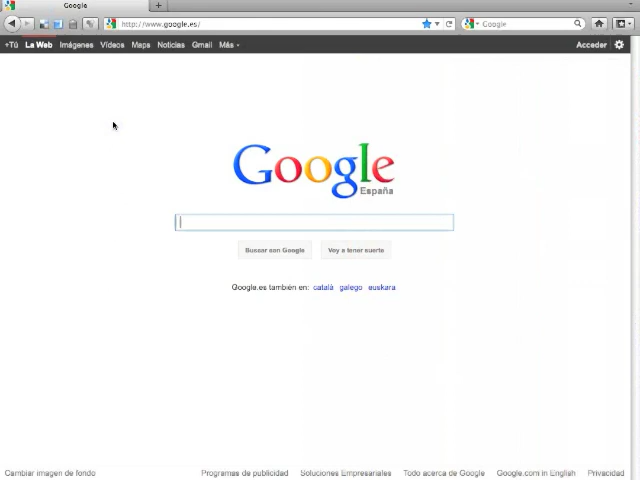 Google
http://www.google.es/
Google
+Tú La Web Imágenes Vídeos Maps Noticias Gmail Más
Acceder
Google
España
Buscar con Google Voy a tener suerte
Google.es también en: català galego euskara
Cambiar imagen de fondo Programas de publicidad Soluciones Empresariales Todo acerca de Google Google.com in English Privacidad